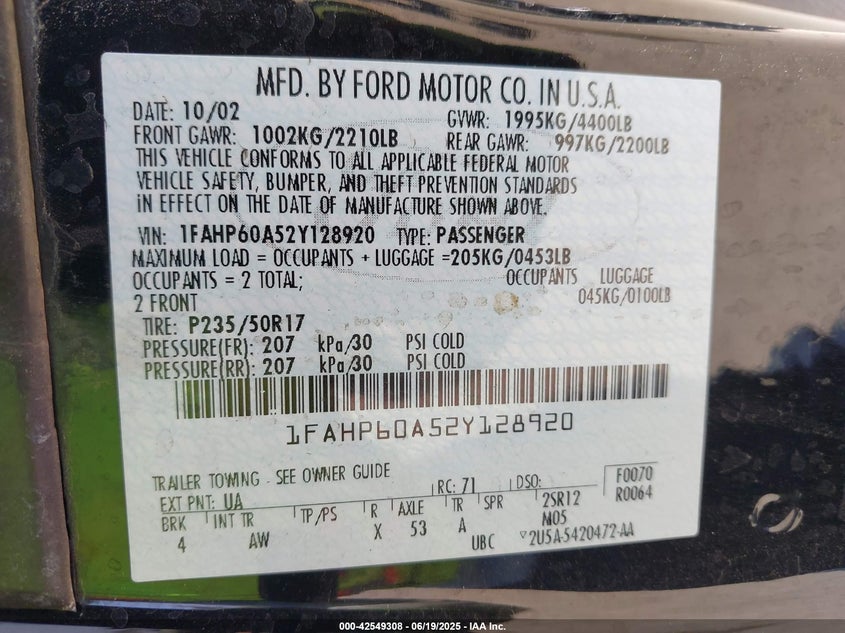 MFD. BY FORD MOTOR CO. IN U.S.A.
DATE: 10/02 GVWR: 1995KG/4400LB
FRONT GAWR: 1002KG/2210LB REAR GAWR: 997KG/2200LB
THIS VEHICLE CONFORMS TO ALL APPLICABLE FEDERAL MOTOR
VEHICLE SAFETY, BUMPER, AND THEFT PREVENTION STANDARDS
IN EFFECT ON THE DATE OF MANUFACTURE SHOWN ABOVE.
VIN: 1FAHP60A52Y128920 TYPE: PASSENGER
MAXIMUM LOAD = OCCUPANTS + LUGGAGE =205KG/0453LB
OCCUPANTS = 2 TOTAL; OCCUPANTS LUGGAGE
2 FRONT 045KG/0100LB
TIRE: P235/50R17
PRESSURE(FR): 207 kPa/30 PSI COLD
PRESSURE(RR): 207 kPa/30 PSI COLD
1FAHP60A52Y128920
TRAILER TOWING - SEE OWNER GUIDE
EXT PNT: UA RC: 71 DSO: F0070
BRK INT TR TP/PS R AXLE TR SPR 2SR12 R0064
4 AW X 53 A M05
UBC 2U5A-5420472-AA
000-42549308 - 06/19/2025 - IAA Inc.